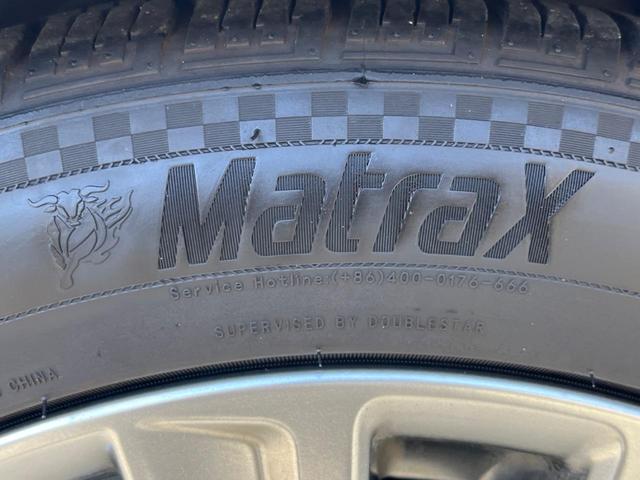 MatraX
Service Hotline:(+86)400-0176-666
SUPERVISED BY DOUBLESTAR
CHINA